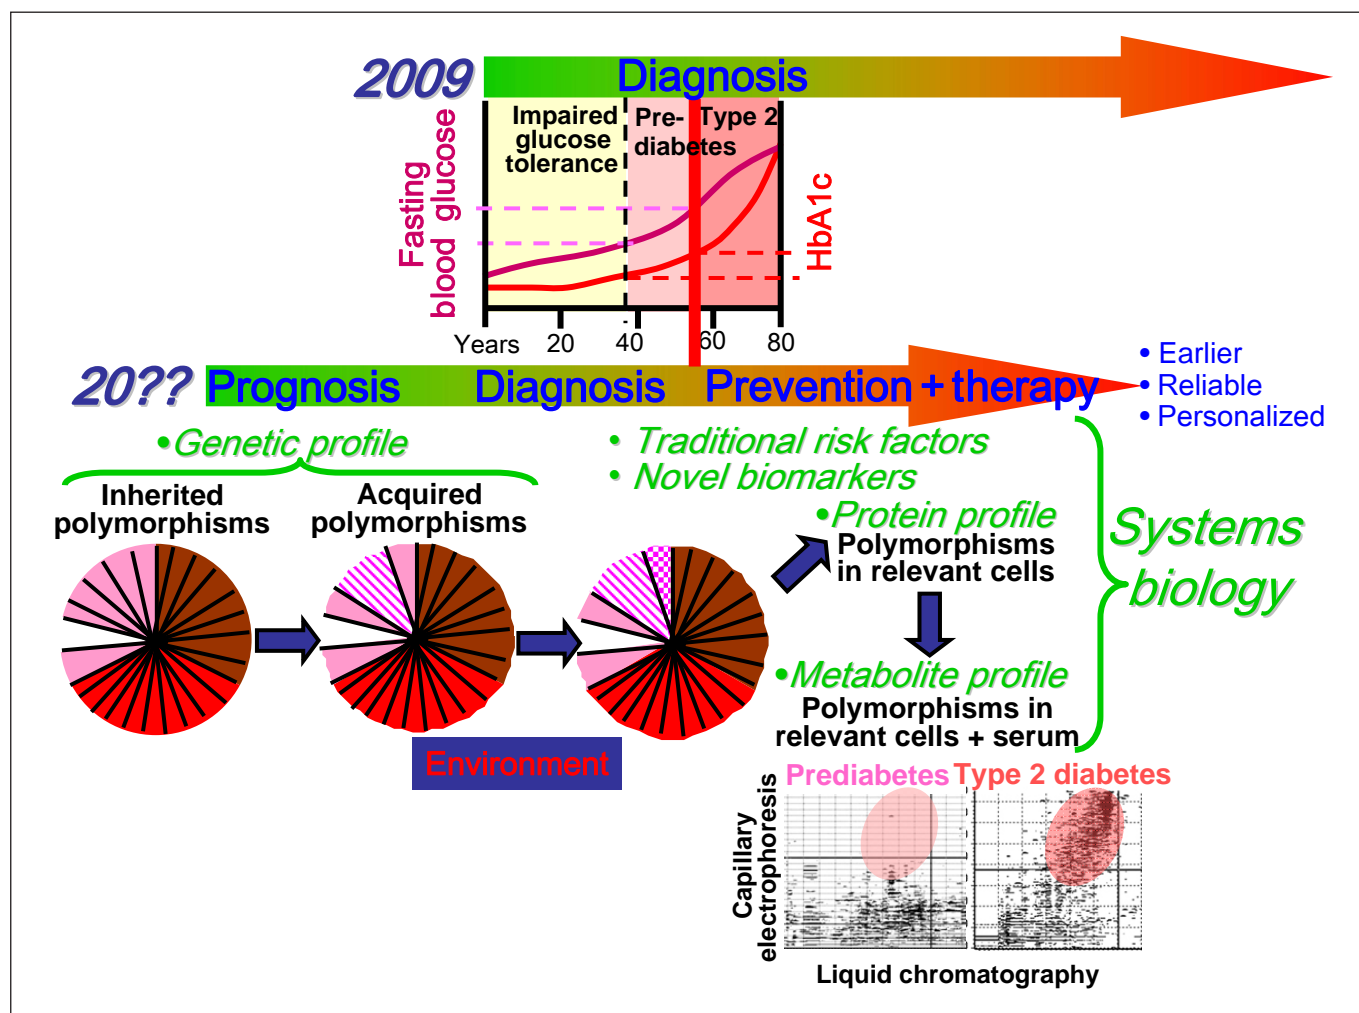 2009
Diagnosis
Impaired
glucose
tolerance
Pre-
diabetes
Type 2
Fasting
blood glucose
HbA1c
Years 20 40 60 80
20??
Prognosis
Diagnosis
Prevention + therapy
• Earlier
• Reliable
• Personalized
•Genetic profile
• Traditional risk factors
• Novel biomarkers
Inherited
polymorphisms
Acquired
polymorphisms
•Protein profile
Polymorphisms
in relevant cells
Systems
biology
•Metabolite profile
Polymorphisms in
relevant cells + serum
Environment
Prediabetes
Type 2 diabetes
Capillary
electrophoresis
Liquid chromatography